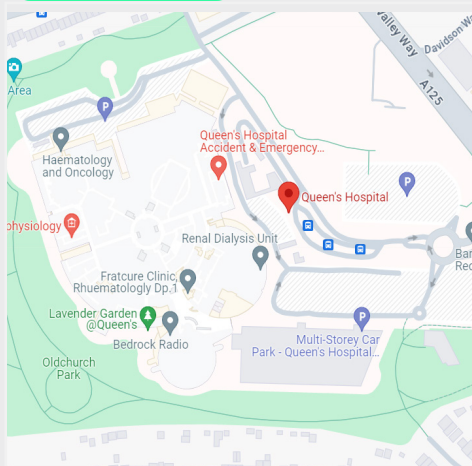 Valley Way
Davidson W
A125
Area
P
Haematology
and Oncology
Queen's Hospital
Accident & Emergency...
P
Queen's Hospital
physiology
Renal Dialysis Unit
Bar
Rec
Fratcure Clinic,
Rhuematologly Dp.1
Lavender Garden
@Queen's
Bedrock Radio
P
Multi-Storey Car
Park - Queen's Hospital...
Oldchurch
Park